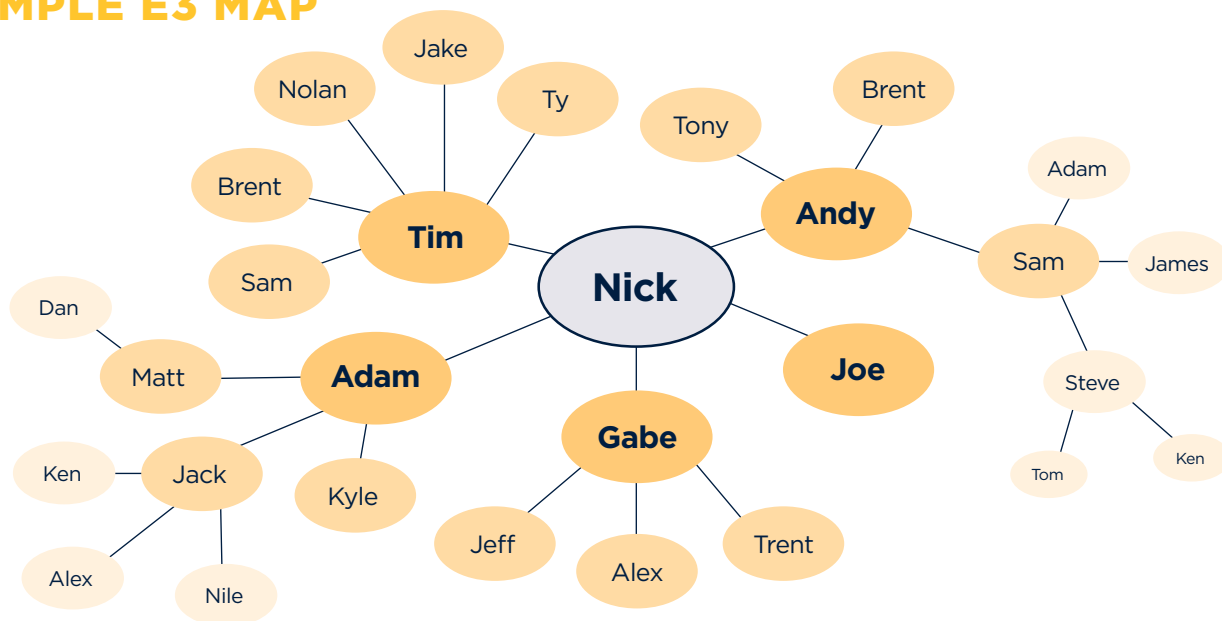 MPLE E3 MAP
Jake
Nolan
Ty
Brent
Tony
Brent
Tim
Sam
Andy
Adam
Sam
James
Nick
Dan
Matt
Adam
Joe
Steve
Gabe
Ken
Jack
Kyle
Tom
Ken
Jeff
Alex
Trent
Alex
Nile